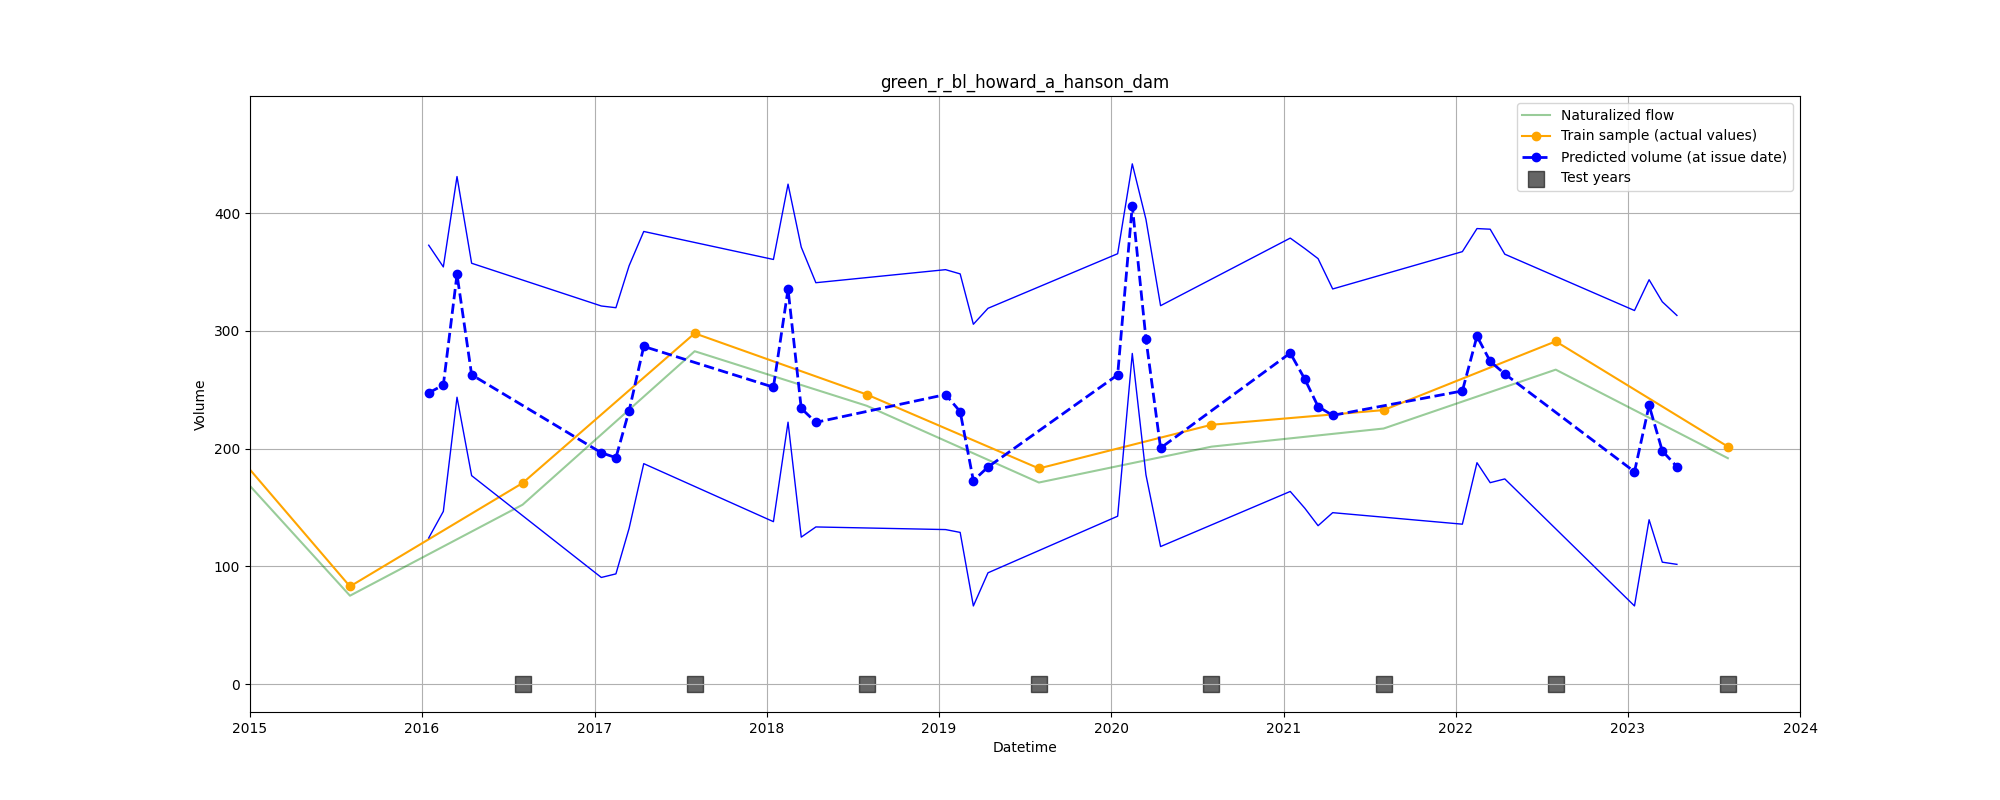 green_r_bl_howard_a_hanson_dam
Naturalized flow
Train sample (actual values)
Predicted volume (at issue date)
Test years
Volume
400
300
200
100
0
2015 2016 2017 2018 2019 2020 2021 2022 2023 2024
Datetime